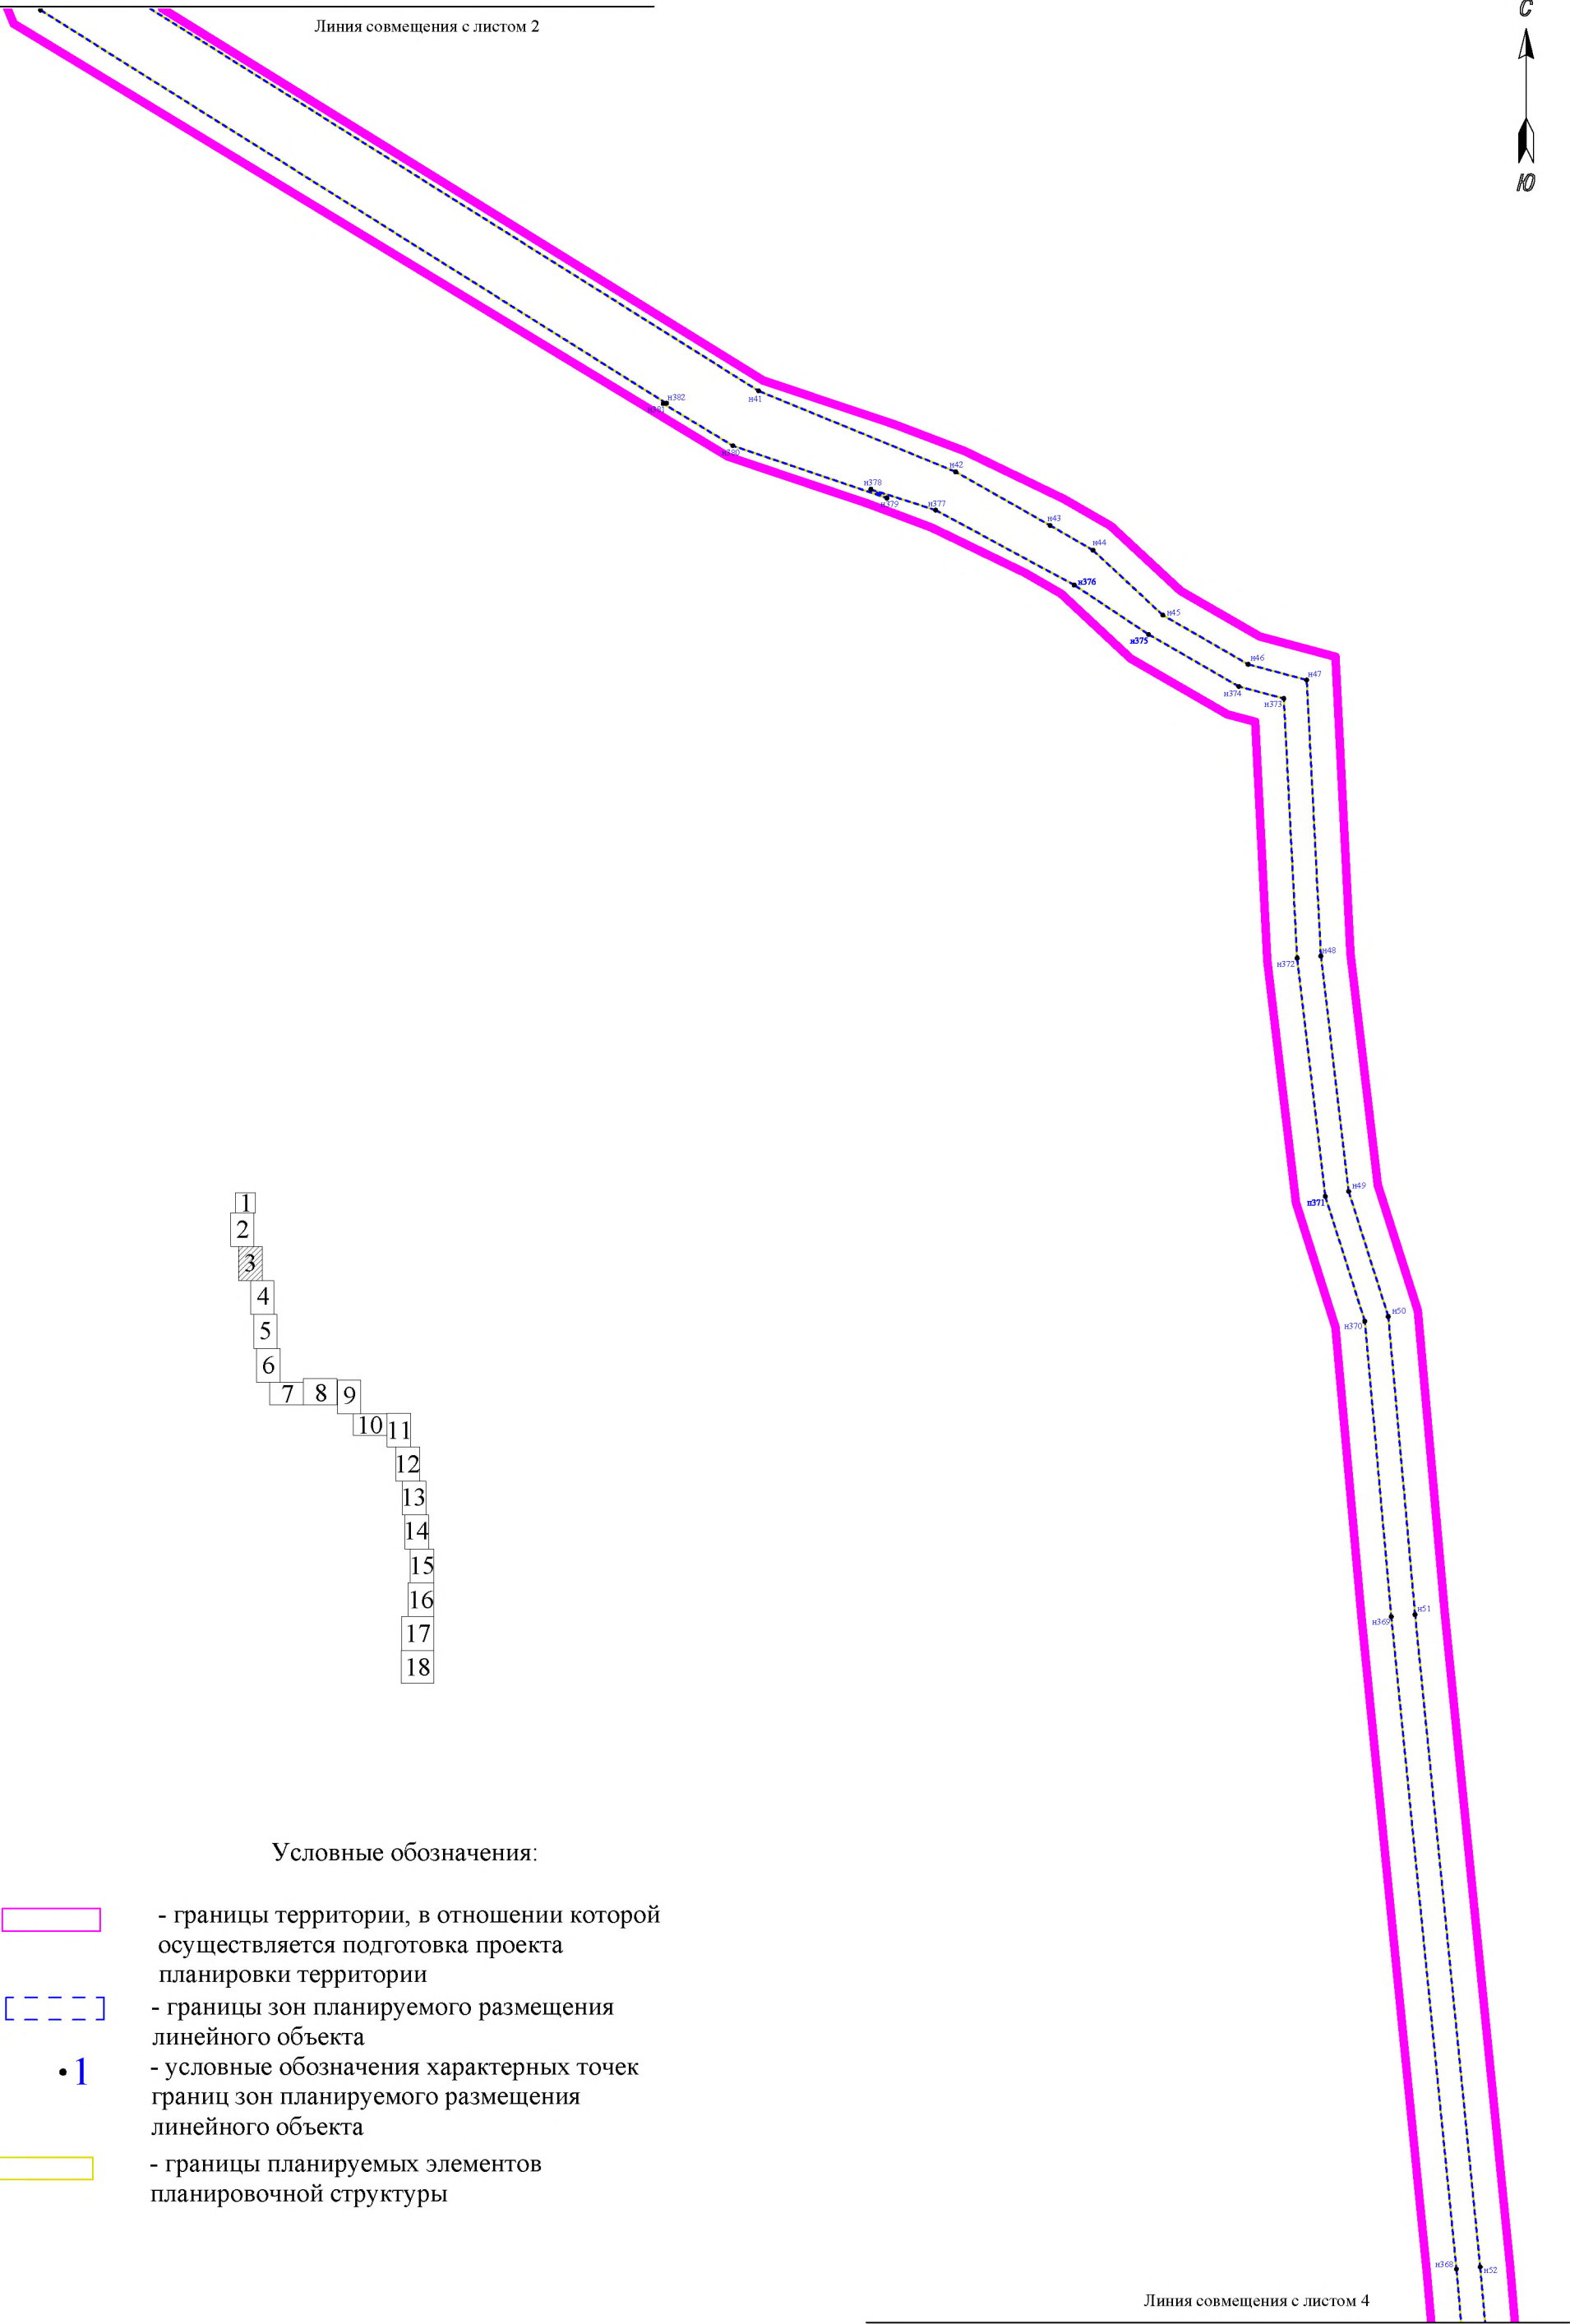 Линия совмещения с листом 2
С
Ю
н382
н381
н41
н380
н42
н378
н379
н377
н43
н44
н376
н45
н375
н46
н47
н374
н373
н48
н372
н49
н371
н50
н370
н51
н369
1
2
3
4
5
6
7 8 9
10 11
12
13
14
15
16
17
18
Условные обозначения:
- границы территории, в отношении которой
осуществляется подготовка проекта
планировки территории
- границы зон планируемого размещения
линейного объекта
1
- условные обозначения характерных точек
границ зон планируемого размещения
линейного объекта
- границы планируемых элементов
планировочной структуры
н368
н52
Линия совмещения с листом 4